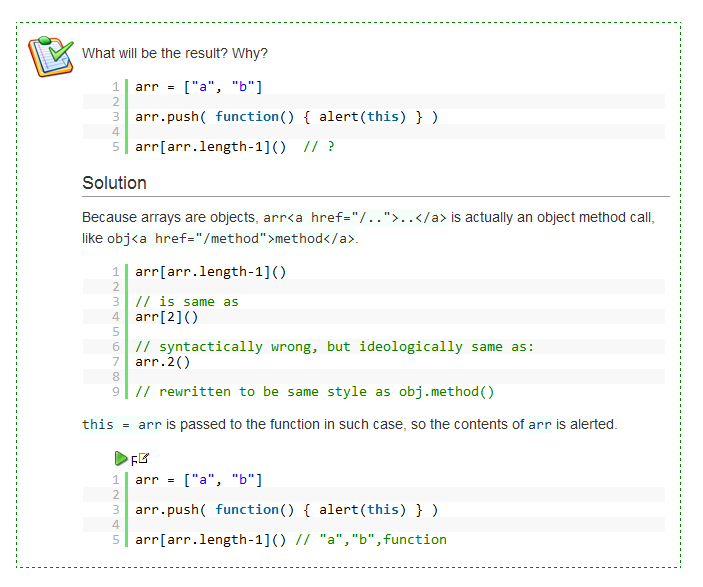 What will be the result? Why?
1 arr = ["a", "b"]
2
3 arr.push( function() { alert(this) } )
4
5 arr[arr.length-1]()  // ?
Solution
Because arrays are objects, arr<a href="/..">..</a> is actually an object method call,
like obj<a href="/method">method</a>.
1 arr[arr.length-1]()
2
3 // is same as
4 arr[2]()
5
6 // syntactically wrong, but ideologically same as:
7 arr.2()
8
9 // rewritten to be same style as obj.method()
this = arr is passed to the function in such case, so the contents of arr is alerted.
1 arr = ["a", "b"]
2
3 arr.push( function() { alert(this) } )
4
5 arr[arr.length-1]() // "a","b",function